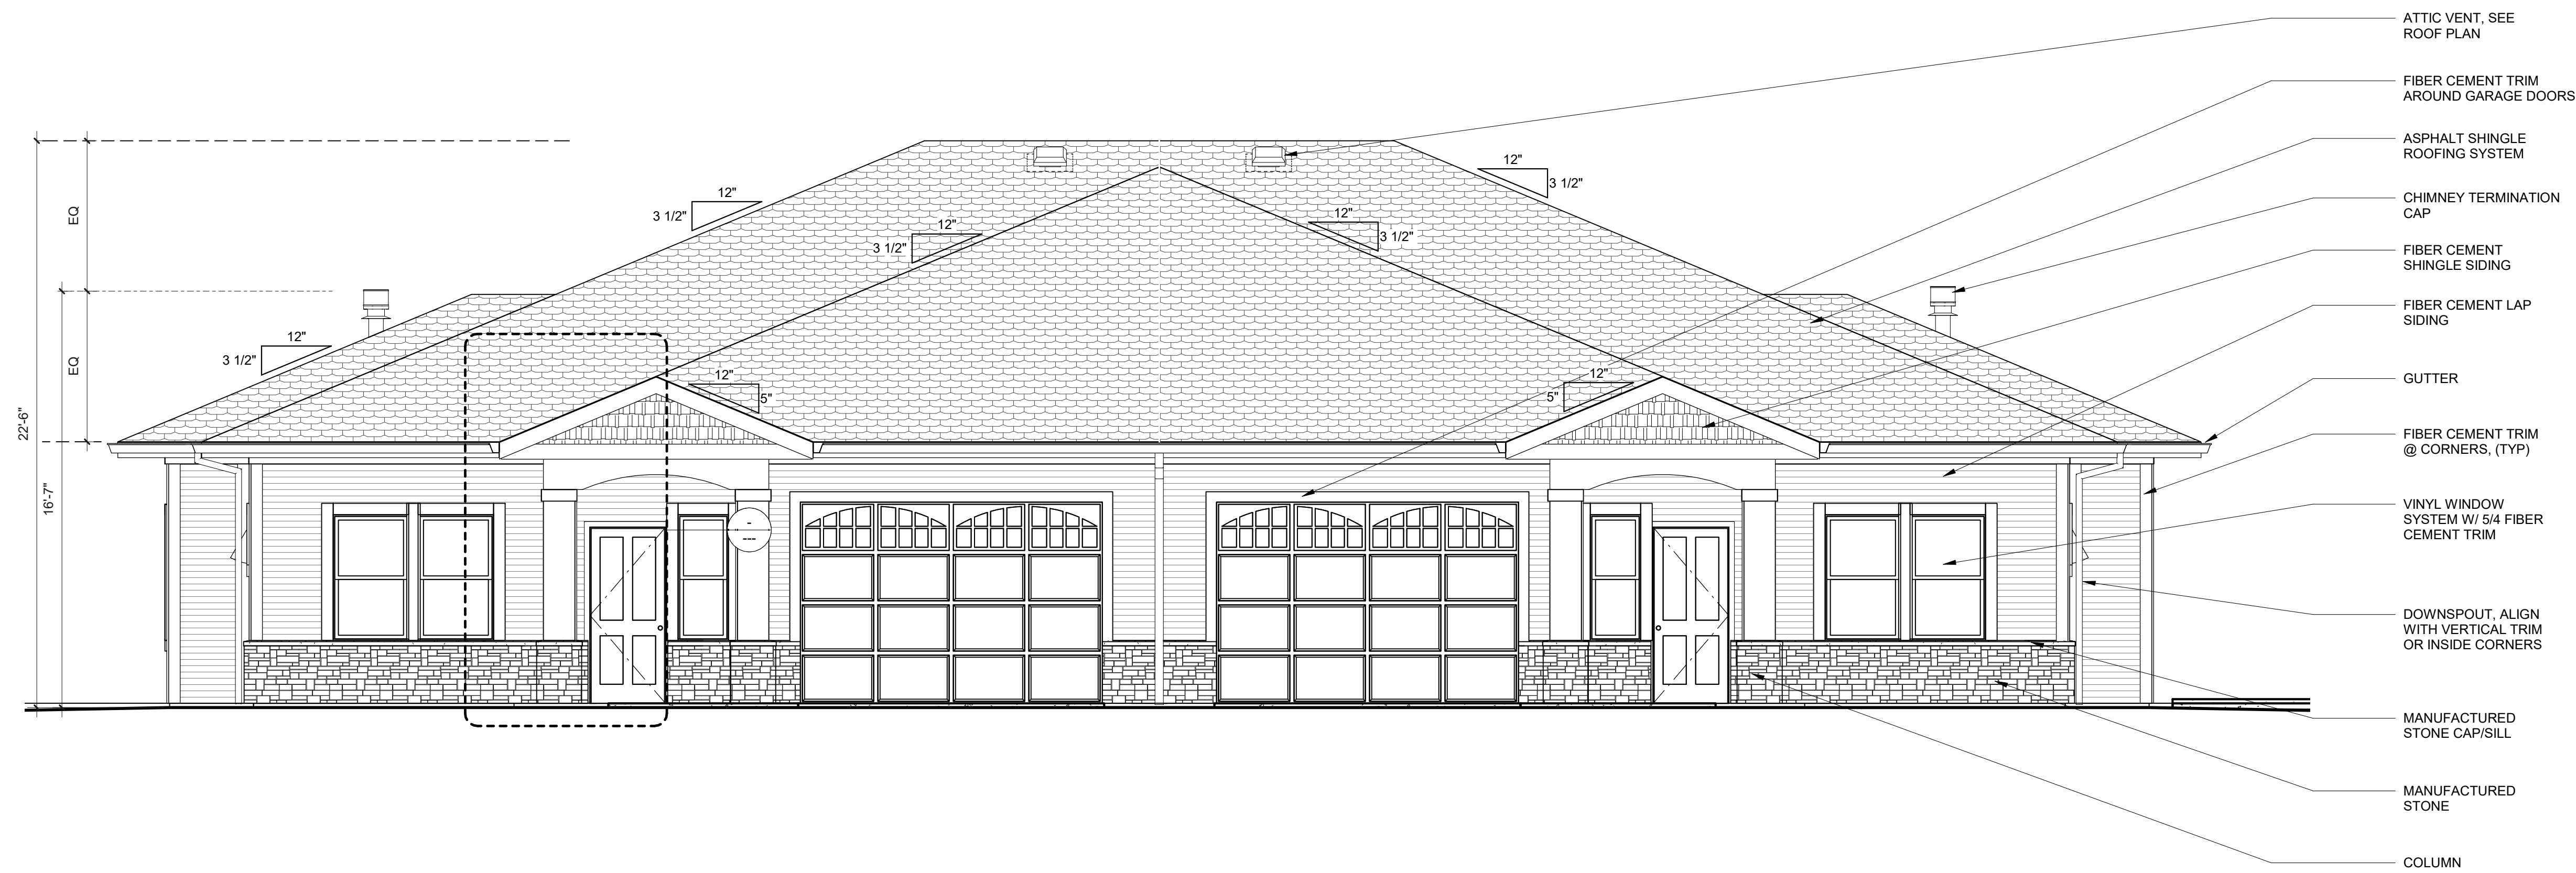 ATTIC VENT, SEE
ROOF PLAN
FIBER CEMENT TRIM
AROUND GARAGE DOORS
ASPHALT SHINGLE
ROOFING SYSTEM
CHIMNEY TERMINATION
CAP
FIBER CEMENT
SHINGLE SIDING
FIBER CEMENT LAP
SIDING
GUTTER
FIBER CEMENT TRIM
@ CORNERS, (TYP)
VINYL WINDOW
SYSTEM W/ 5/4 FIBER
CEMENT TRIM
DOWNSPOUT, ALIGN
WITH VERTICAL TRIM
OR INSIDE CORNERS
MANUFACTURED
STONE CAP/SILL
MANUFACTURED
STONE
COLUMN
22'-6"
16'-7"
EQ
EQ
12"
3 1/2"
12"
3 1/2"
12"
3 1/2"
12"
3 1/2"
12"
3 1/2"
12"
5"
12"
5"
-
---